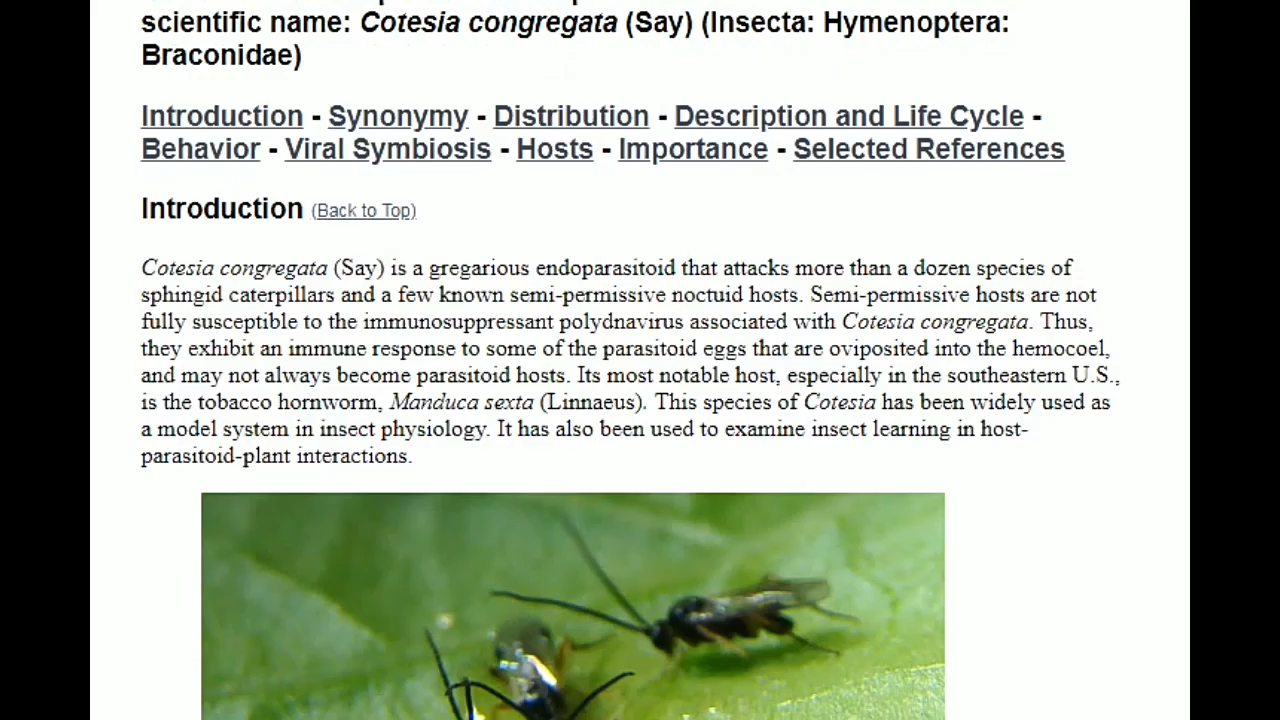 scientific name: Cotesia congregata (Say) (Insecta: Hymenoptera:
Braconidae)
Introduction - Synonymy - Distribution - Description and Life Cycle -
Behavior - Viral Symbiosis - Hosts - Importance - Selected References
Introduction (Back to Top)
Cotesia congregata (Say) is a gregarious endoparasitoid that attacks more than a dozen species of
sphingid caterpillars and a few known semi-permissive noctuid hosts. Semi-permissive hosts are not
fully susceptible to the immunosuppressant polydnavirus associated with Cotesia congregata. Thus,
they exhibit an immune response to some of the parasitoid eggs that are oviposited into the hemocoel,
and may not always become parasitoid hosts. Its most notable host, especially in the southeastern U.S.,
is the tobacco hornworm, Manduca sexta (Linnaeus). This species of Cotesia has been widely used as
a model system in insect physiology. It has also been used to examine insect learning in host-
parasitoid-plant interactions.